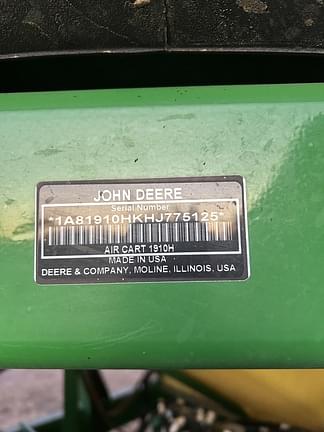 JOHN DEERE
Serial Number
*1A81910HKHJ775125*
AIR CART 1910H
MADE IN USA
DEERE & COMPANY, MOLINE, ILLINOIS, USA